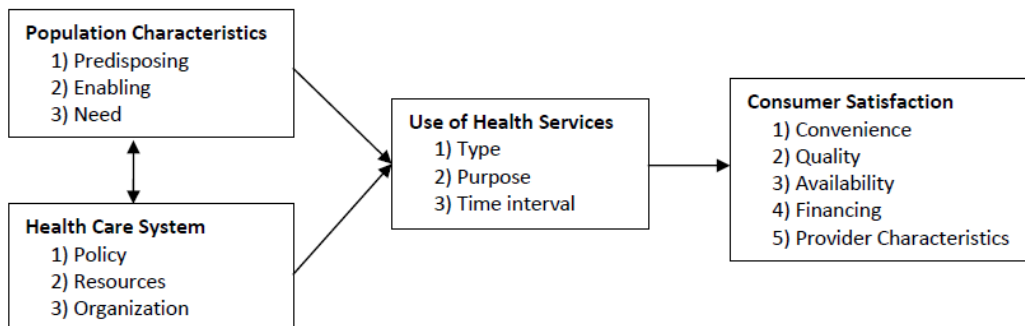 Population Characteristics
1) Predisposing
2) Enabling
3) Need
Health Care System
1) Policy
2) Resources
3) Organization
Use of Health Services
1) Type
2) Purpose
3) Time interval
Consumer Satisfaction
1) Convenience
2) Quality
3) Availability
4) Financing
5) Provider Characteristics